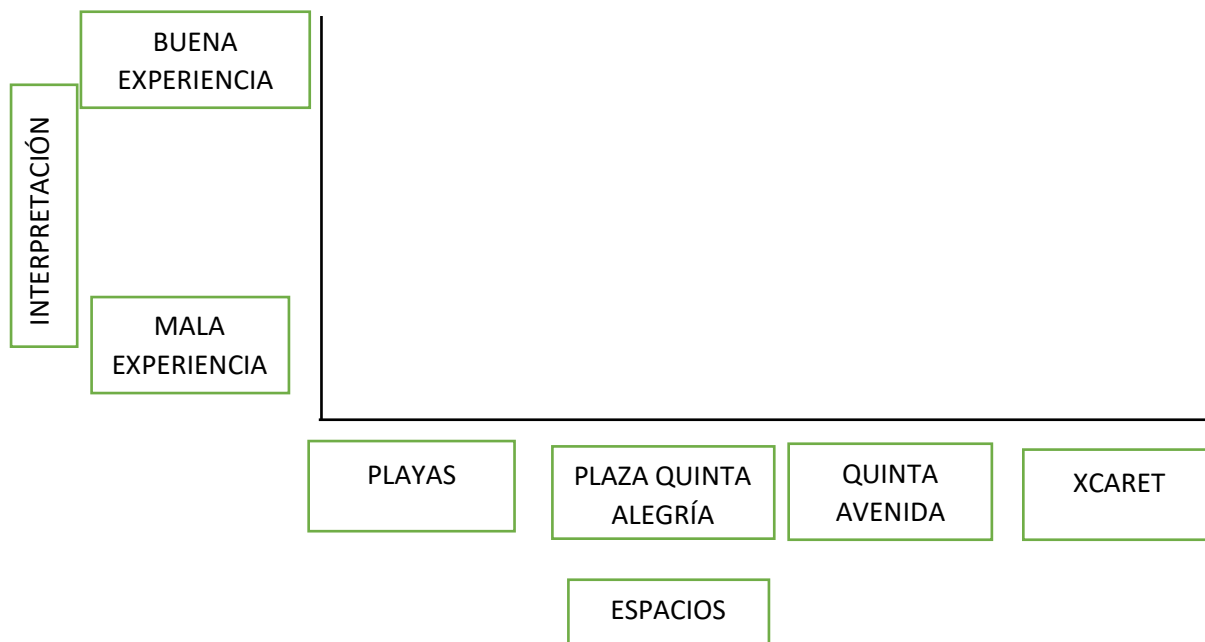 BUENA
EXPERIENCIA
INTERPRETACIÓN
MALA
EXPERIENCIA
PLAYAS
PLAZA QUINTA
ALEGRÍA
QUINTA
AVENIDA
XCARET
ESPACIOS